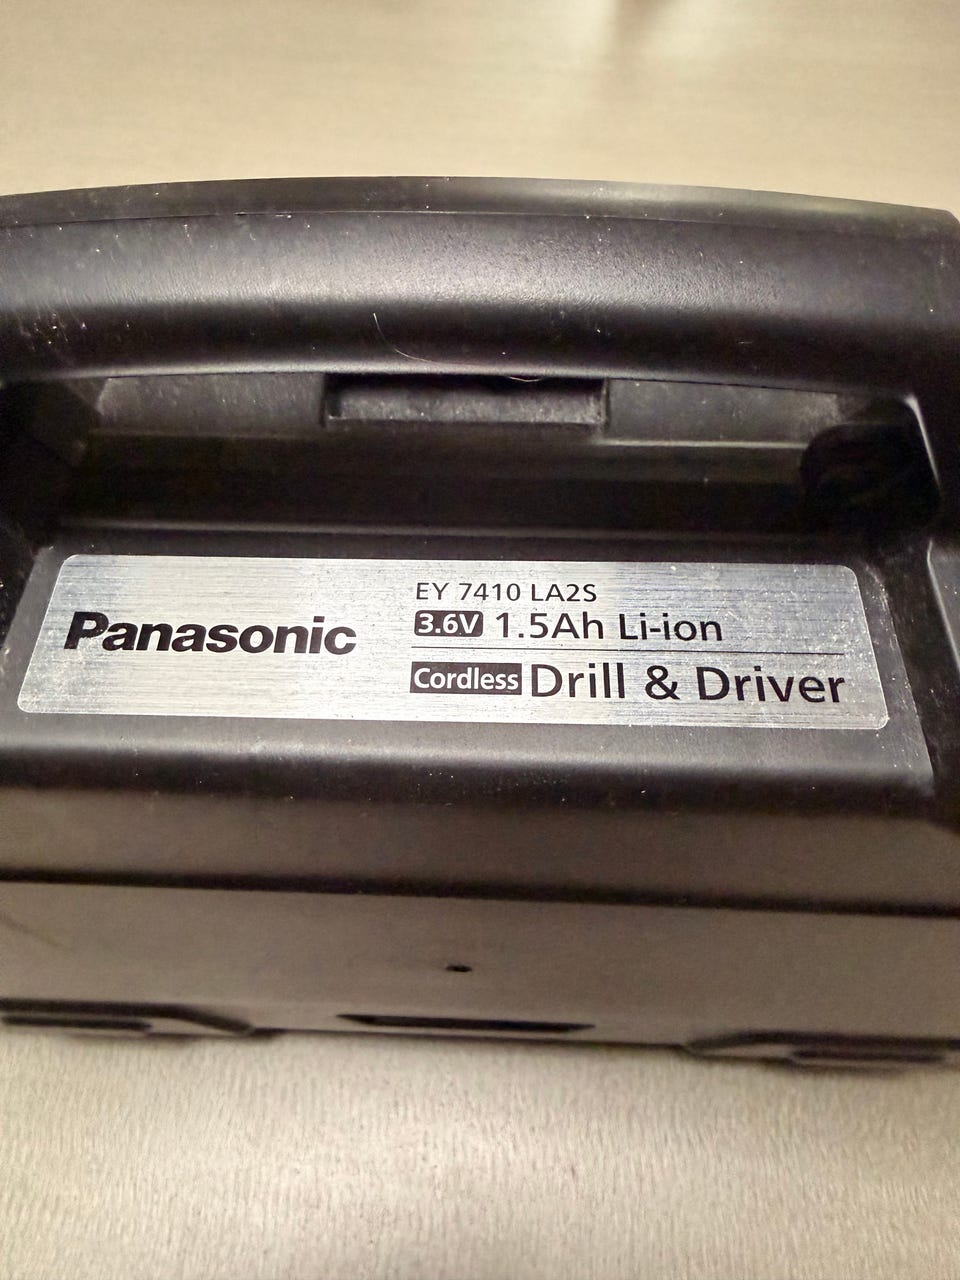 Panasonic
EY 7410 LA2S
3.6V 1.5Ah Li-ion
Cordless Drill & Driver